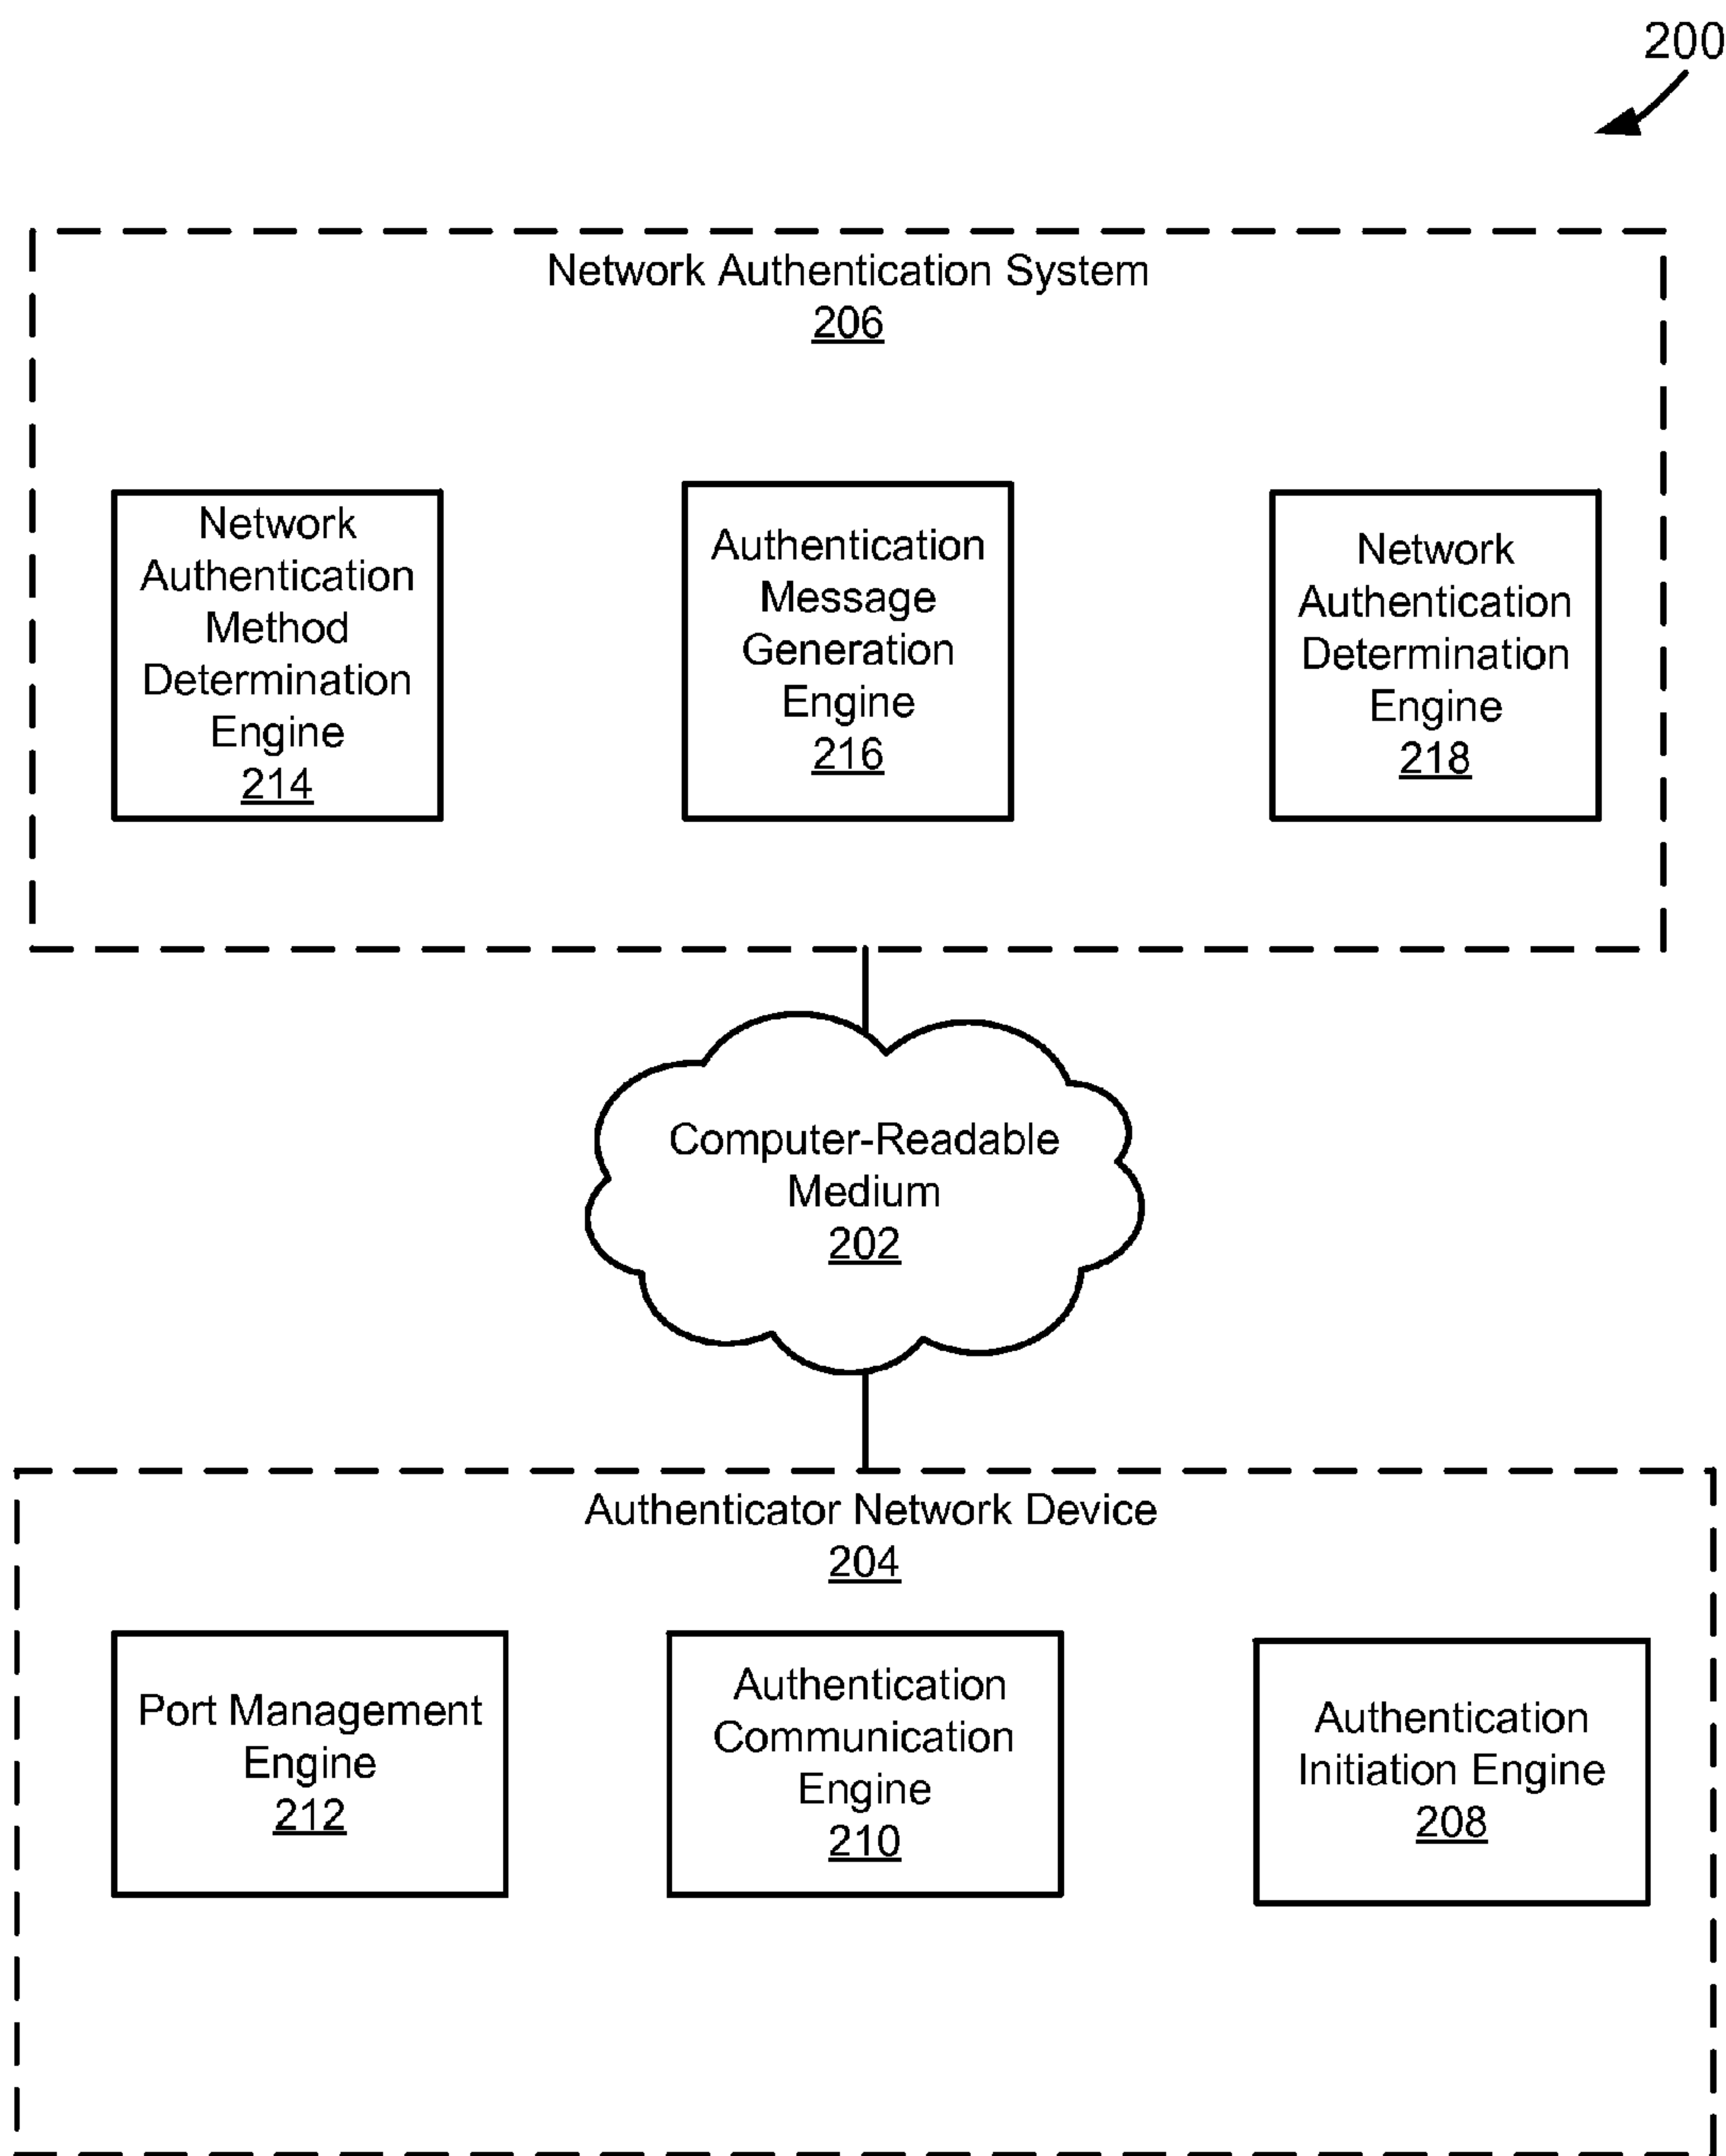 200
Network Authentication System
206
Network
Authentication
Method
Determination
Engine
214
Authentication
Message
Generation
Engine
216
Network
Authentication
Determination
Engine
218
Computer-Readable
Medium
202
Authenticator Network Device
204
Port Management
Engine
212
Authentication
Communication
Engine
210
Authentication
Initiation Engine
208